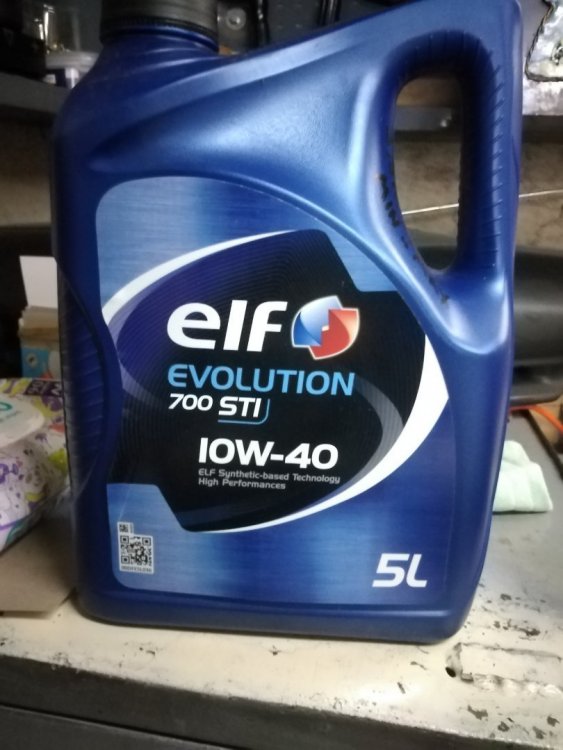 elf
EVOLUTION
700 STI
10W-40
ELF Synthetic-based Technology
High Performances
5L